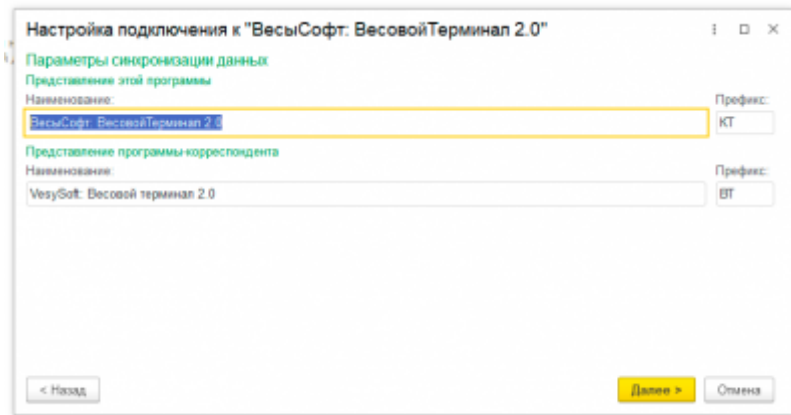 Настройка подключения к "ВесыСофт: ВесовойТерминал 2.0"
Параметры синхронизации данных
Представление этой программы
Наименование: Префикс:
ВесыСофт: ВесовойТерминал 2.0 КТ
Представление программы-корреспондента
Наименование: Префикс:
VesySoft: Весовой терминал 2.0 ВТ
< Назад Далее > Отмена